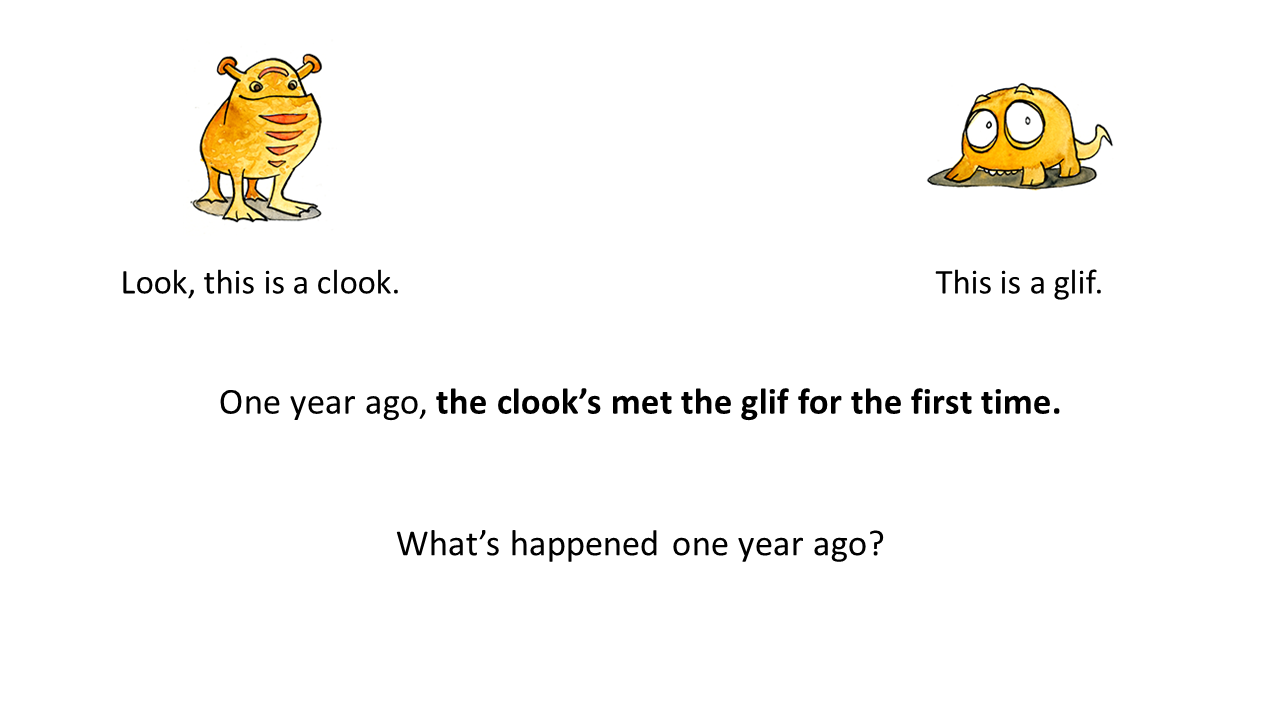 Look, this is a clook.
This is a glif.
One year ago, the clook’s met the glif for the first time.
What’s happened one year ago?